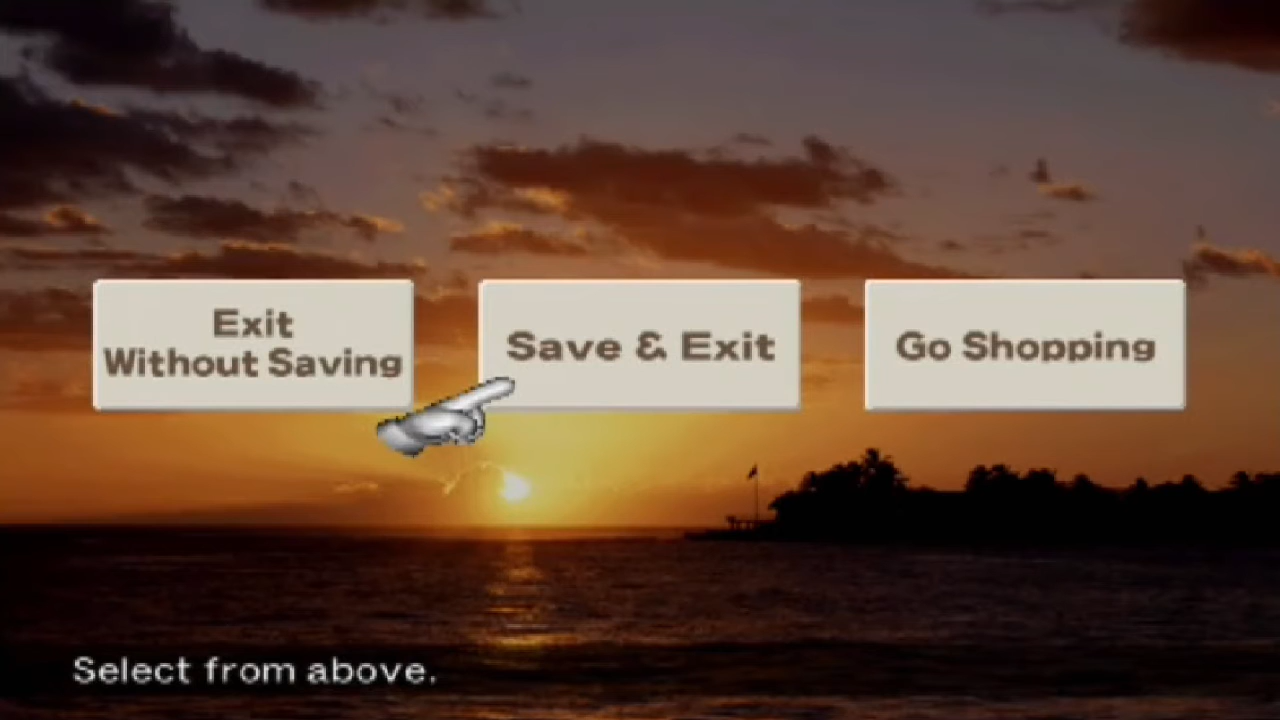 Exit
Without Saving
Save & Exit
Go Shopping
Select from above.